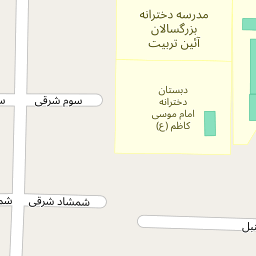 مدرسه دخترانه
بزرگسالان
آئین تربیت
دبستان
دخترانه
امام موسی
کاظم (ع)
سوم شرقی
شمشاد شرقی